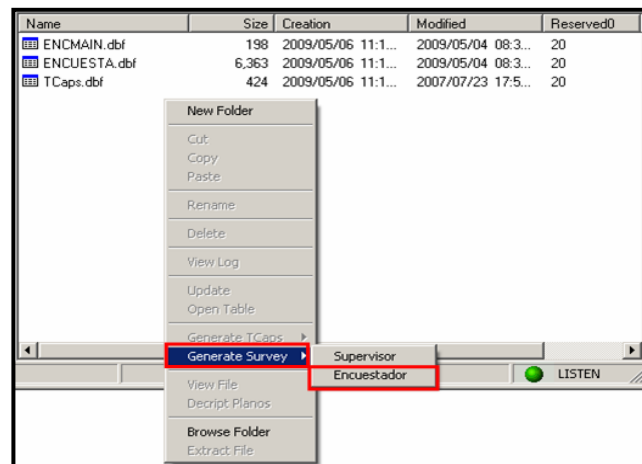 Name Size Creation Modified Reserved0
ENCMAIN.dbf 198 2009/05/06 11:1... 2009/05/04 08:3... 20
ENCUESTA.dbf 6,363 2009/05/06 11:1... 2009/05/04 08:3... 20
TCaps.dbf 424 2009/05/06 11:1... 2007/07/23 17:5... 20
New Folder
Cut
Copy
Paste
Rename
Delete
View Log
Update
Open Table
Generate TCaps
Generate Survey Supervisor
Encuestador
LISTEN
View File
Decript Planos
Browse Folder
Extract File